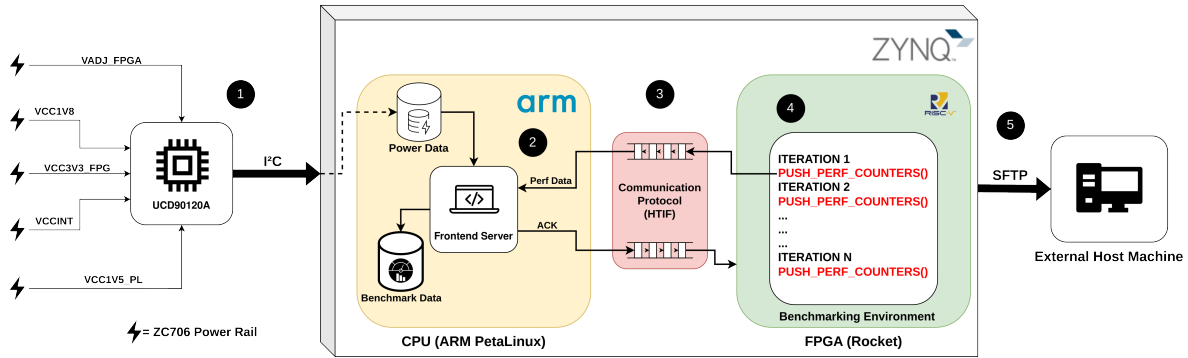 VADJ_FPGA
VCC1V8
VCC3V3_FPG
VCCINT
VCC1V5_PL
= ZC706 Power Rail
1
UCD90120A
I²C
ZYNQ
arm
Power Data
2
Frontend Server
Perf Data
ACK
Benchmark Data
CPU (ARM PetaLinux)
3
Communication
Protocol
(HTIF)
4
RISC-V
ITERATION 1
PUSH_PERF_COUNTERS()
ITERATION 2
PUSH_PERF_COUNTERS()
...
...
...
ITERATION N
PUSH_PERF_COUNTERS()
Benchmarking Environment
FPGA (Rocket)
5
SFTP
External Host Machine